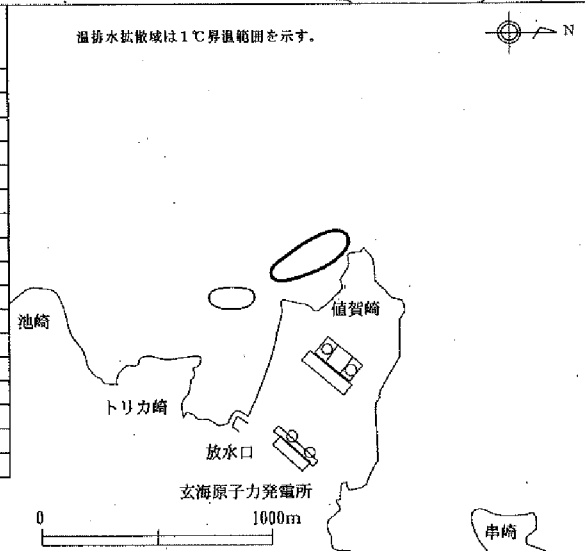 温排水拡散域は1℃昇温範囲を示す。
N
池崎
値賀崎
トリカ崎
放水口
玄海原子力発電所
0 1000m
串崎